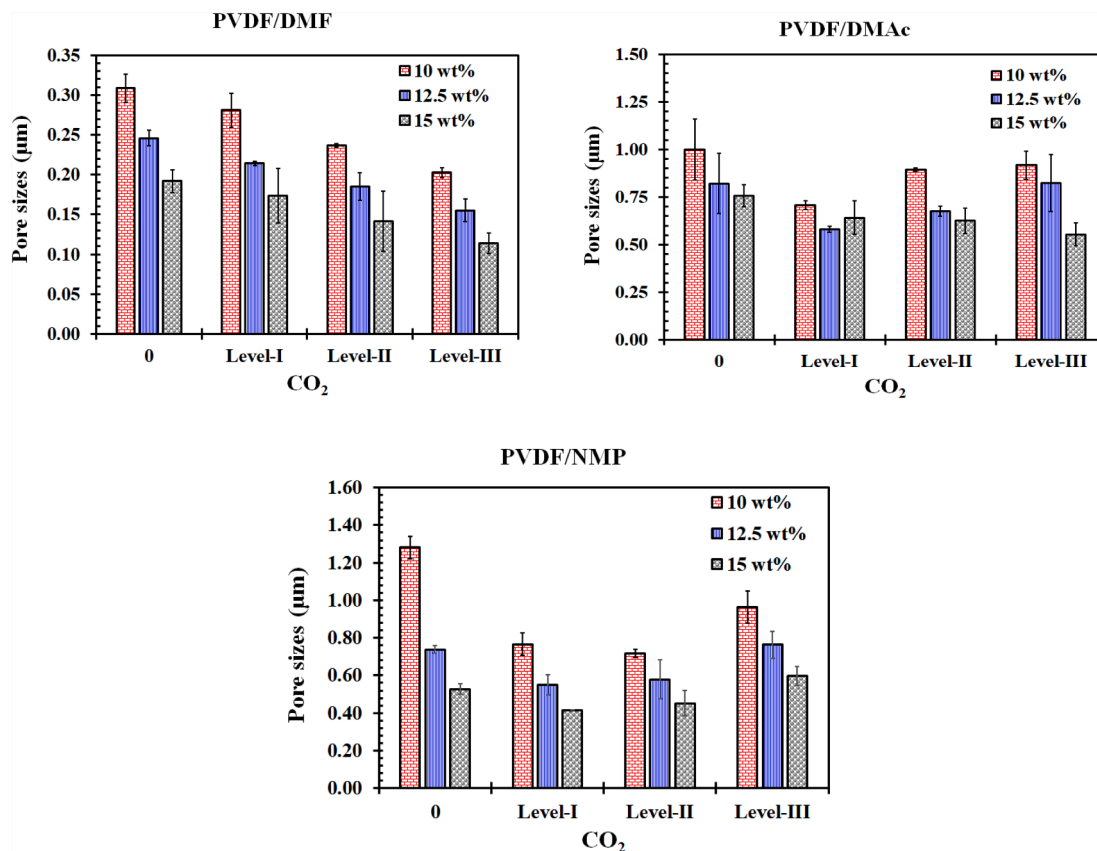 PVDF/DMF
Pore sizes (µm)
0.35
0.30
0.25
0.20
0.15
0.10
0.05
0.00
10 wt%
12.5 wt%
15 wt%
0 Level-I Level-II Level-III
CO₂
PVDF/DMAc
Pore sizes (µm)
1.50
1.25
1.00
0.75
0.50
0.25
0.00
10 wt%
12.5 wt%
15 wt%
0 Level-I Level-II Level-III
CO₂
PVDF/NMP
Pore sizes (µm)
1.60
1.40
1.20
1.00
0.80
0.60
0.40
0.20
0.00
10 wt%
12.5 wt%
15 wt%
0 Level-I Level-II Level-III
CO₂